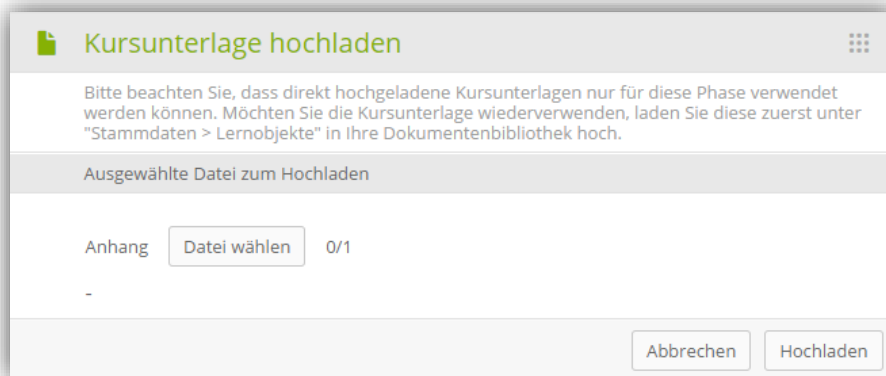 Kursunterlage hochladen
Bitte beachten Sie, dass direkt hochgeladene Kursunterlagen nur für diese Phase verwendet
werden können. Möchten Sie die Kursunterlage wiederverwenden, laden Sie diese zuerst unter
"Stammdaten > Lernobjekte" in Ihre Dokumentenbibliothek hoch.
Ausgewählte Datei zum Hochladen
Anhang Datei wählen 0/1
-
Abbrechen Hochladen